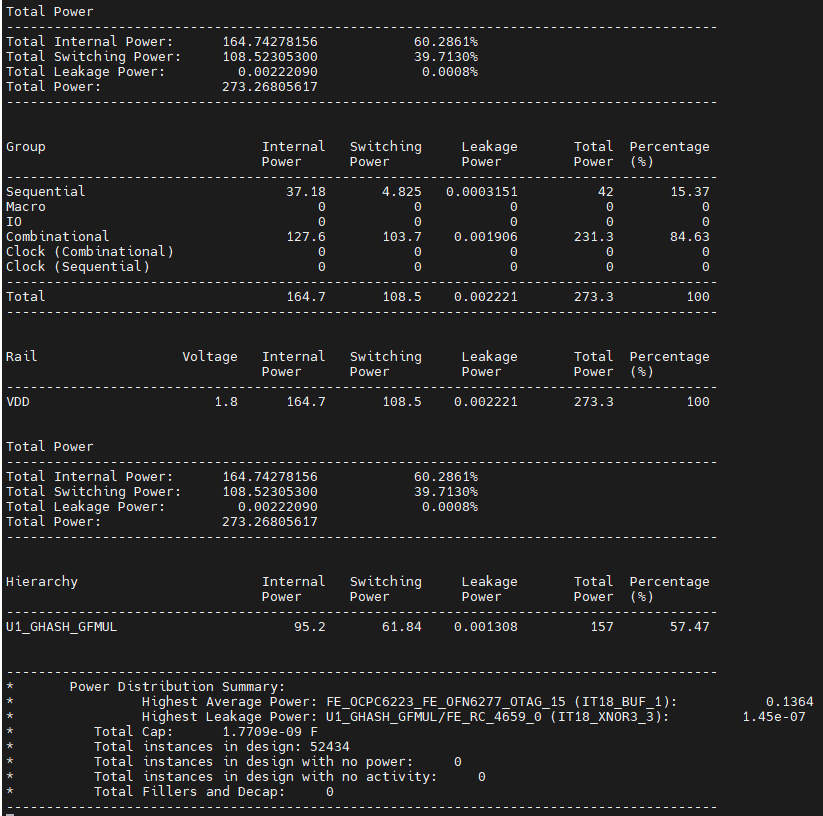 Total Power
-----------------------------------------------------------------------------------------
Total Internal Power:      164.74278156            60.2861%
Total Switching Power:     108.52305300            39.7130%
Total Leakage Power:         0.00222090             0.0008%
Total Power:               273.26805617
-----------------------------------------------------------------------------------------
Group                           Internal   Switching     Leakage       Total  Percentage
                                Power      Power         Power         Power  (%)
-----------------------------------------------------------------------------------------
Sequential                         37.18       4.825   0.0003151          42       15.37
Macro                                  0           0           0           0           0
IO                                     0           0           0           0           0
Combinational                      127.6       103.7    0.001906       231.3       84.63
Clock (Combinational)                  0           0           0           0           0
Clock (Sequential)                     0           0           0           0           0
-----------------------------------------------------------------------------------------
Total                              164.7       108.5    0.002221       273.3         100
-----------------------------------------------------------------------------------------
Rail                  Voltage   Internal   Switching     Leakage       Total  Percentage
                                Power      Power         Power         Power  (%)
-----------------------------------------------------------------------------------------
VDD                       1.8      164.7       108.5    0.002221       273.3         100
Total Power
-----------------------------------------------------------------------------------------
Total Internal Power:      164.74278156            60.2861%
Total Switching Power:     108.52305300            39.7130%
Total Leakage Power:         0.00222090             0.0008%
Total Power:               273.26805617
-----------------------------------------------------------------------------------------
Hierarchy                       Internal   Switching     Leakage       Total  Percentage
                                Power      Power         Power         Power  (%)
-----------------------------------------------------------------------------------------
U1_GHASH_GFMUL                      95.2       61.84    0.001308         157       57.47
-----------------------------------------------------------------------------------------
*       Power Distribution Summary:
*                Highest Average Power: FE_OCPC6223_FE_OFN6277_OTAG_15 (IT18_BUF_1):           0.1364
*                Highest Leakage Power: U1_GHASH_GFMUL/FE_RC_4659_0 (IT18_XNOR3_3):         1.45e-07
*          Total Cap:      1.7709e-09 F
*          Total instances in design: 52434
*          Total instances in design with no power:     0
*          Total instances in design with no activity:     0
*          Total Fillers and Decap:     0
-----------------------------------------------------------------------------------------